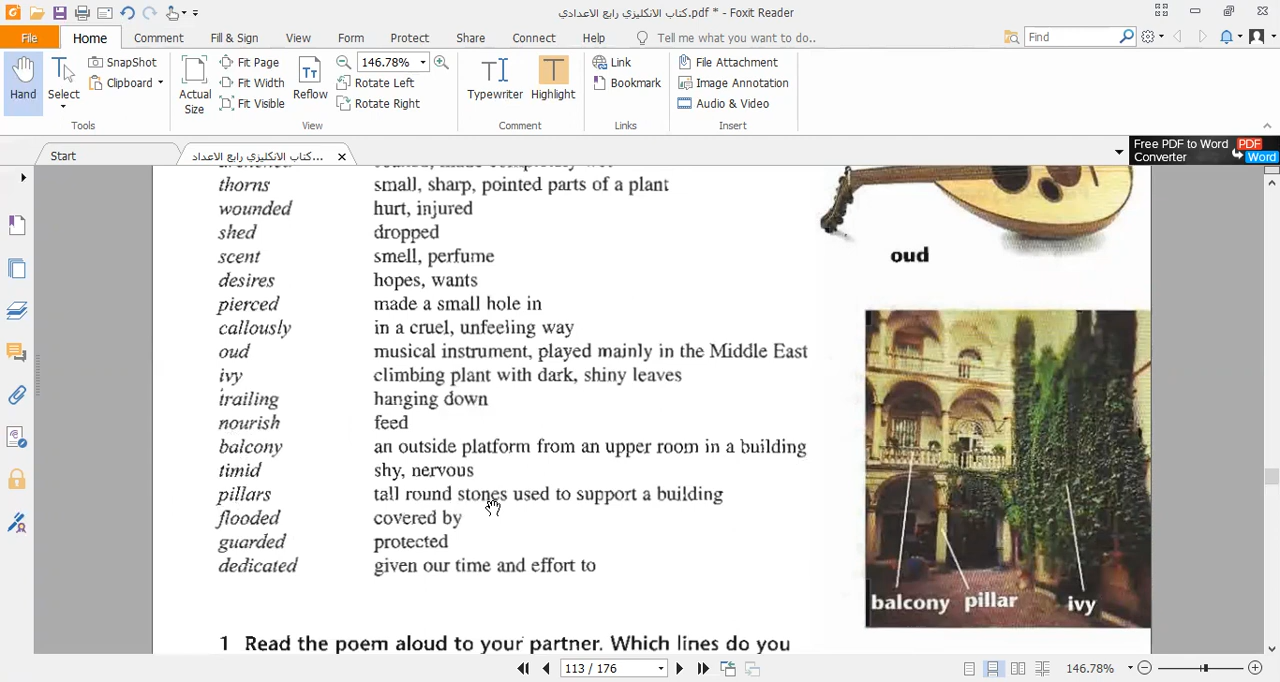 كتاب الانكليزي رابع الاعدادي.pdf * - Foxit Reader
File Home Comment Fill & Sign View Form Protect Share Connect Help Tell me what you want to do.. Find
Hand
Select
SnapShot
Clipboard
Tools
Actual Size
Fit Page
Fit Width
Fit Visible
Reflow
146.78%
Rotate Left
Rotate Right
View
Typewriter
Highlight
Comment
Link
Bookmark
Links
File Attachment
Image Annotation
Audio & Video
Insert
Start
كتاب الانكليزي رابع الاعداد...
Free PDF to Word Converter
PDF
Word
thorns small, sharp, pointed parts of a plant
wounded hurt, injured
shed dropped
scent smell, perfume
desires hopes, wants
pierced made a small hole in
callously in a cruel, unfeeling way
oud musical instrument, played mainly in the Middle East
ivy climbing plant with dark, shiny leaves
trailing hanging down
nourish feed
balcony an outside platform from an upper room in a building
timid shy, nervous
pillars tall round stones used to support a building
flooded covered by
guarded protected
dedicated given our time and effort to
oud
balcony pillar ivy
1 Read the poem aloud to your partner. Which lines do you
113 / 176
146.78%